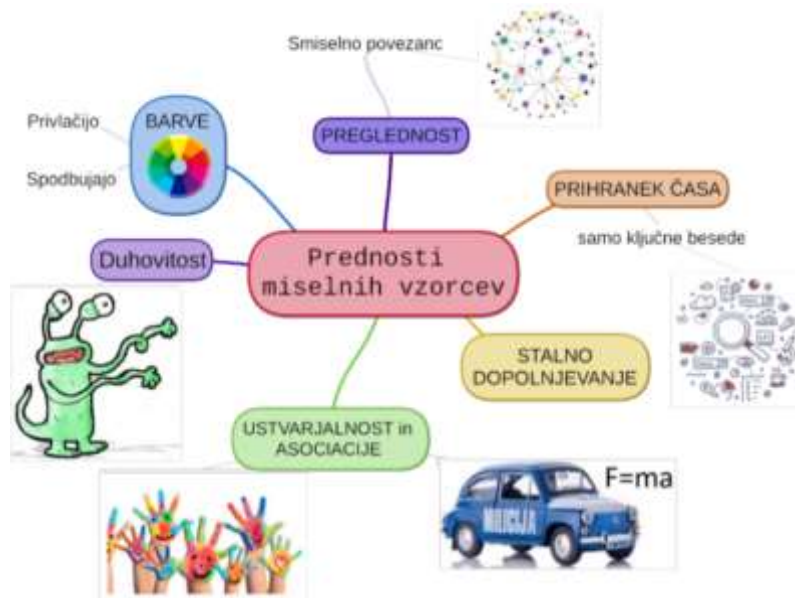 Smiselno povezanc
PREGLEDNOST
BARVE
Privlačijo
Spodbujajo
PRIHRANEK ČASA
samo ključne besede
Duhovitost
Prednosti
miselnih vzorcev
STALNO
DOPOLNJEVANJE
USTVARJALNOST in
ASOCIACIJE
F=ma